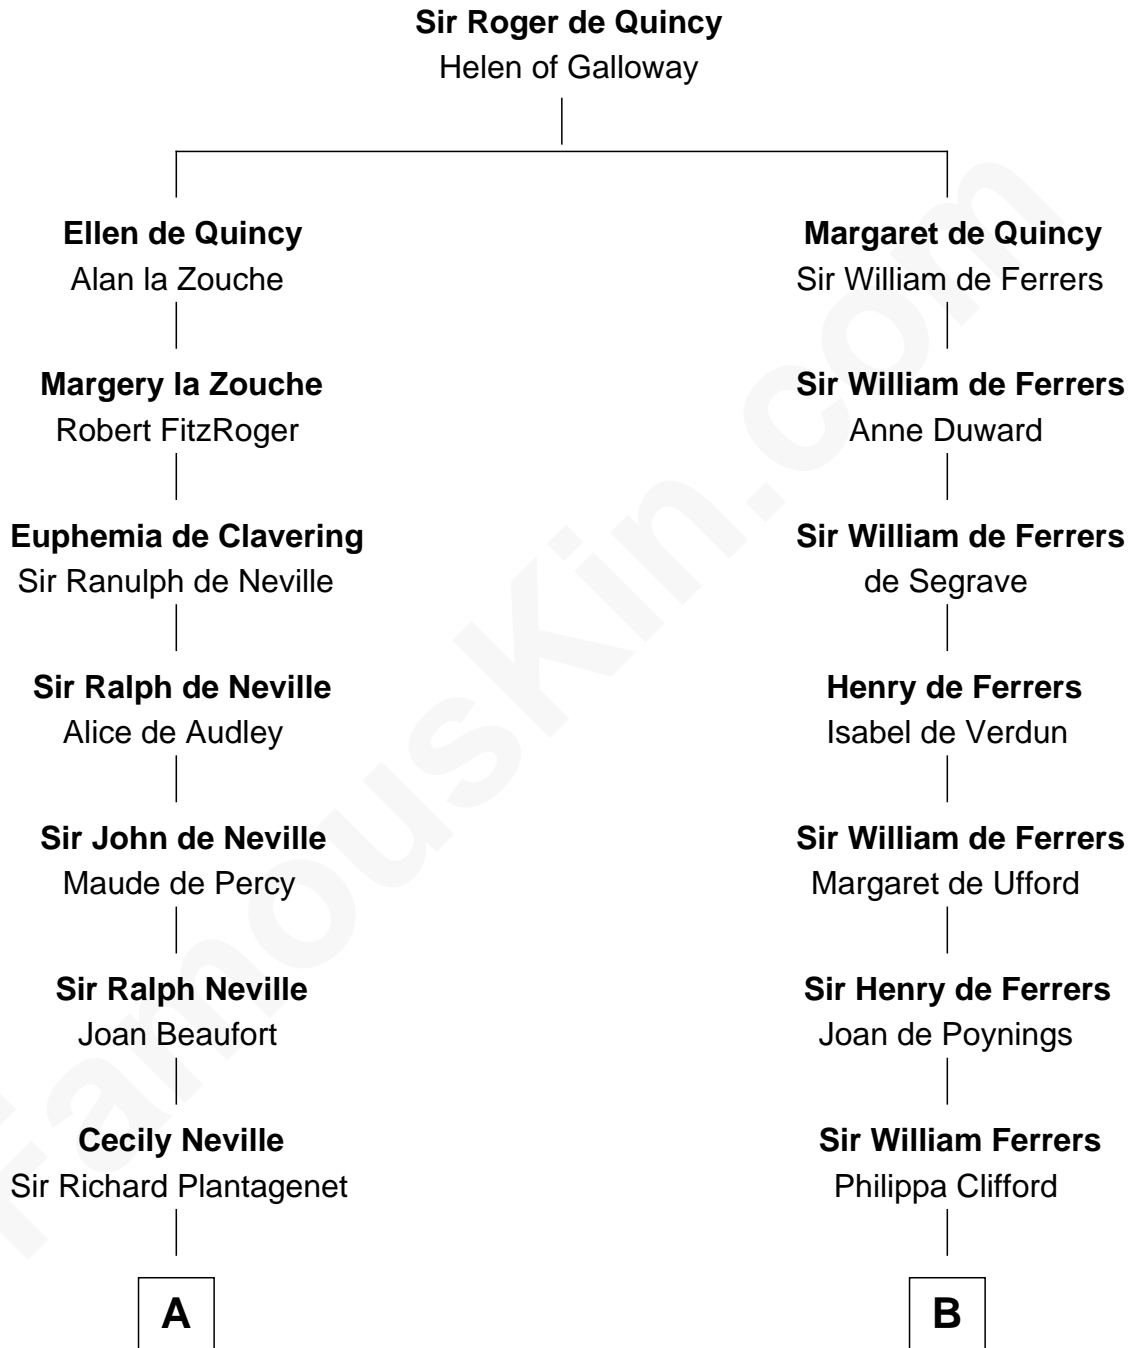 Sir Roger de Quincy
Helen of Galloway
Ellen de Quincy
Alan la Zouche
Margaret de Quincy
Sir William de Ferrers
Margery la Zouche
Robert FitzRoger
Sir William de Ferrers
Anne Duward
Euphemia de Clavering
Sir Ranulph de Neville
Sir William de Ferrers
de Segrave
Sir Ralph de Neville
Alice de Audley
Henry de Ferrers
Isabel de Verdun
Sir John de Neville
Maude de Percy
Sir William de Ferrers
Margaret de Ufford
Sir Ralph Neville
Joan Beaufort
Sir Henry de Ferrers
Joan de Poynings
Cecily Neville
Sir Richard Plantagenet
Sir William Ferrers
Philippa Clifford
A
B
FamousKin.com